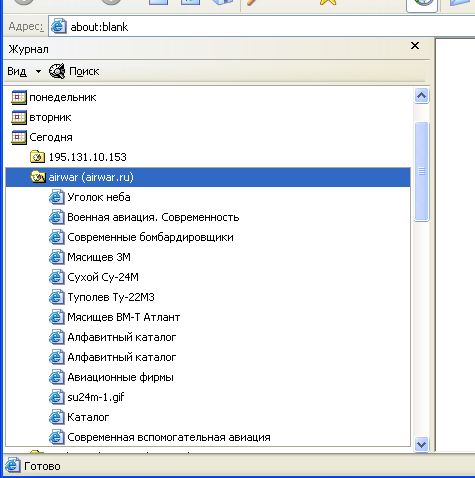 Адрес: about:blank
Журнал
Вид Поиск
понедельник
вторник
Сегодня
195.131.10.153
airwar (airwar.ru)
Уголок неба
Военная авиация. Современность
Современные бомбардировщики
Мясищев 3М
Сухой Су-24М
Туполев Ту-22М3
Мясищев ВМ-Т Атлант
Алфавитный каталог
Алфавитный каталог
Авиационные фирмы
su24m-1.gif
Каталог
Современная вспомогательная авиация
Готово